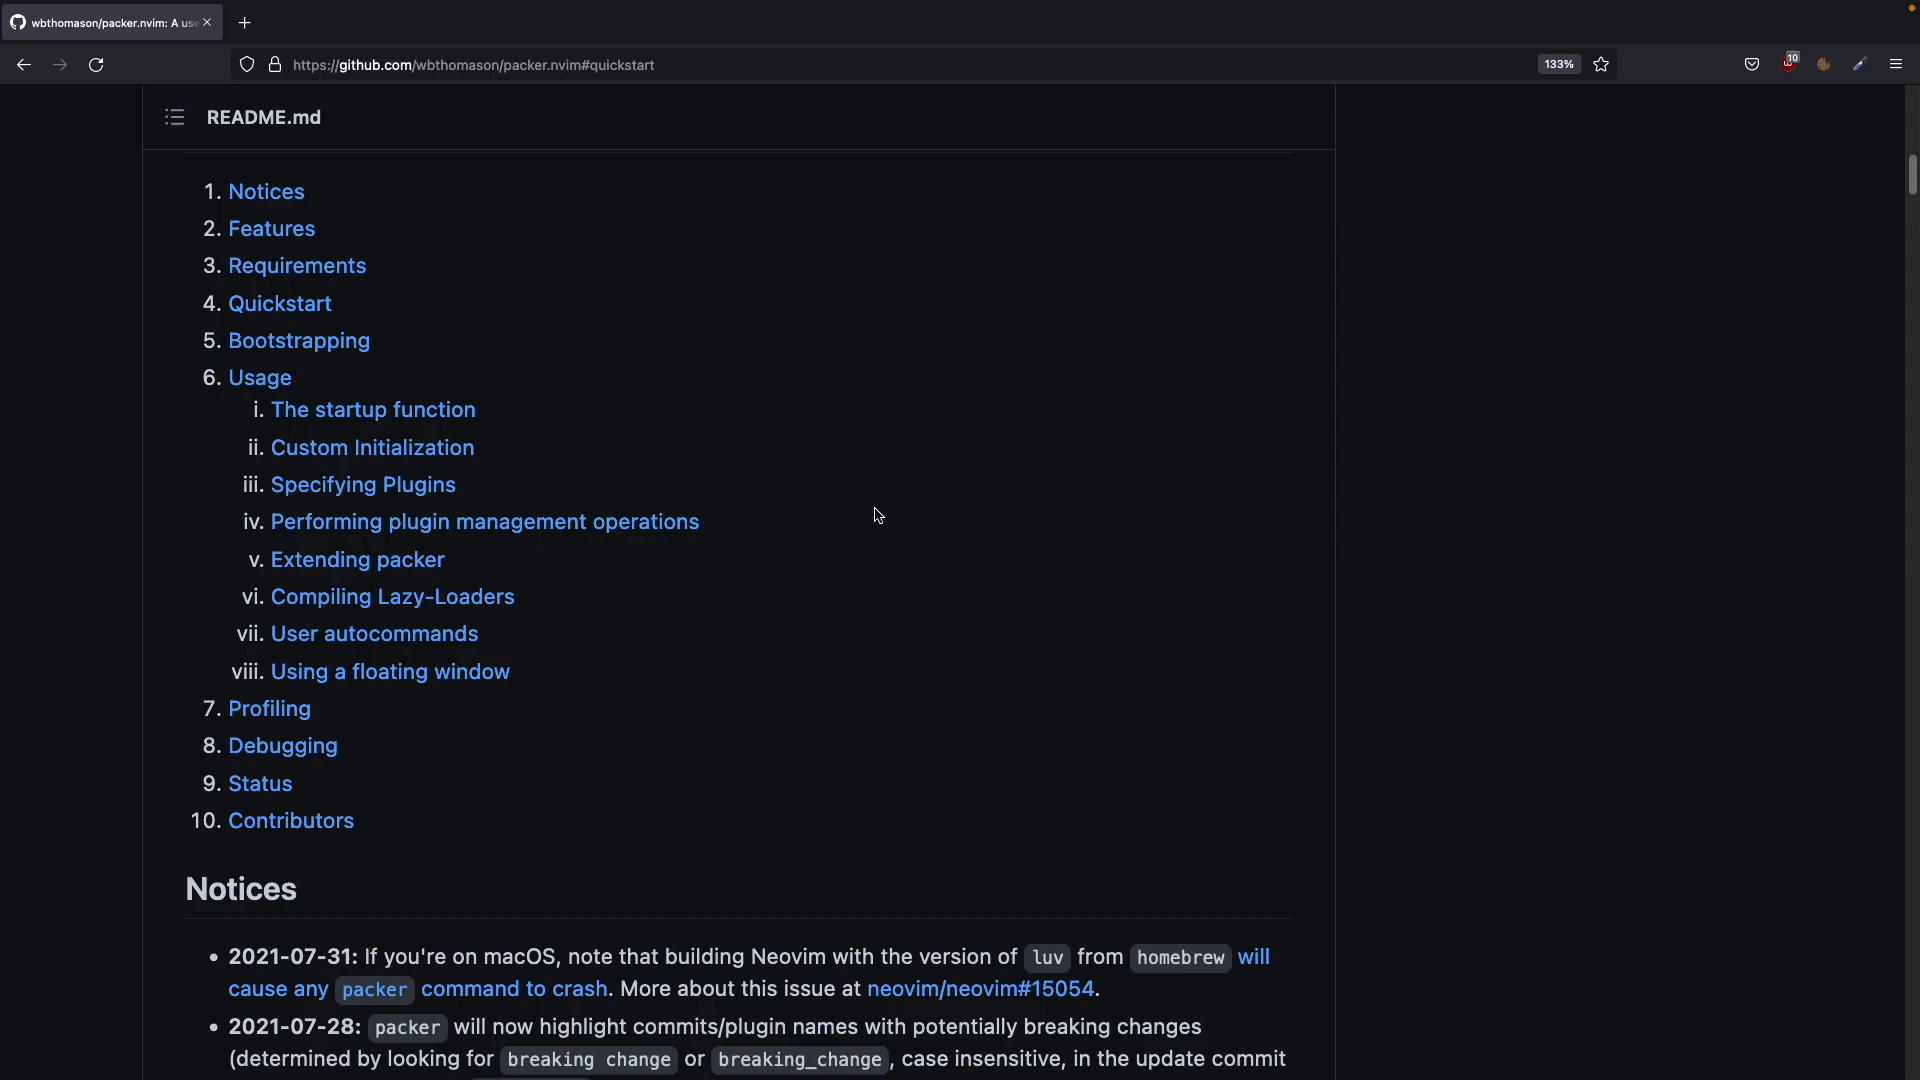 wbthomason/packer.nvim: A use
https://github.com/wbthomason/packer.nvim#quickstart
133%
10
README.md
1. Notices
2. Features
3. Requirements
4. Quickstart
5. Bootstrapping
6. Usage
i. The startup function
ii. Custom Initialization
iii. Specifying Plugins
iv. Performing plugin management operations
v. Extending packer
vi. Compiling Lazy-Loaders
vii. User autocommands
viii. Using a floating window
7. Profiling
8. Debugging
9. Status
10. Contributors
Notices
• 2021-07-31: If you're on macOS, note that building Neovim with the version of luv from homebrew will
cause any packer command to crash. More about this issue at neovim/neovim#15054.
• 2021-07-28: packer will now highlight commits/plugin names with potentially breaking changes
(determined by looking for breaking change or breaking_change, case insensitive, in the update commit